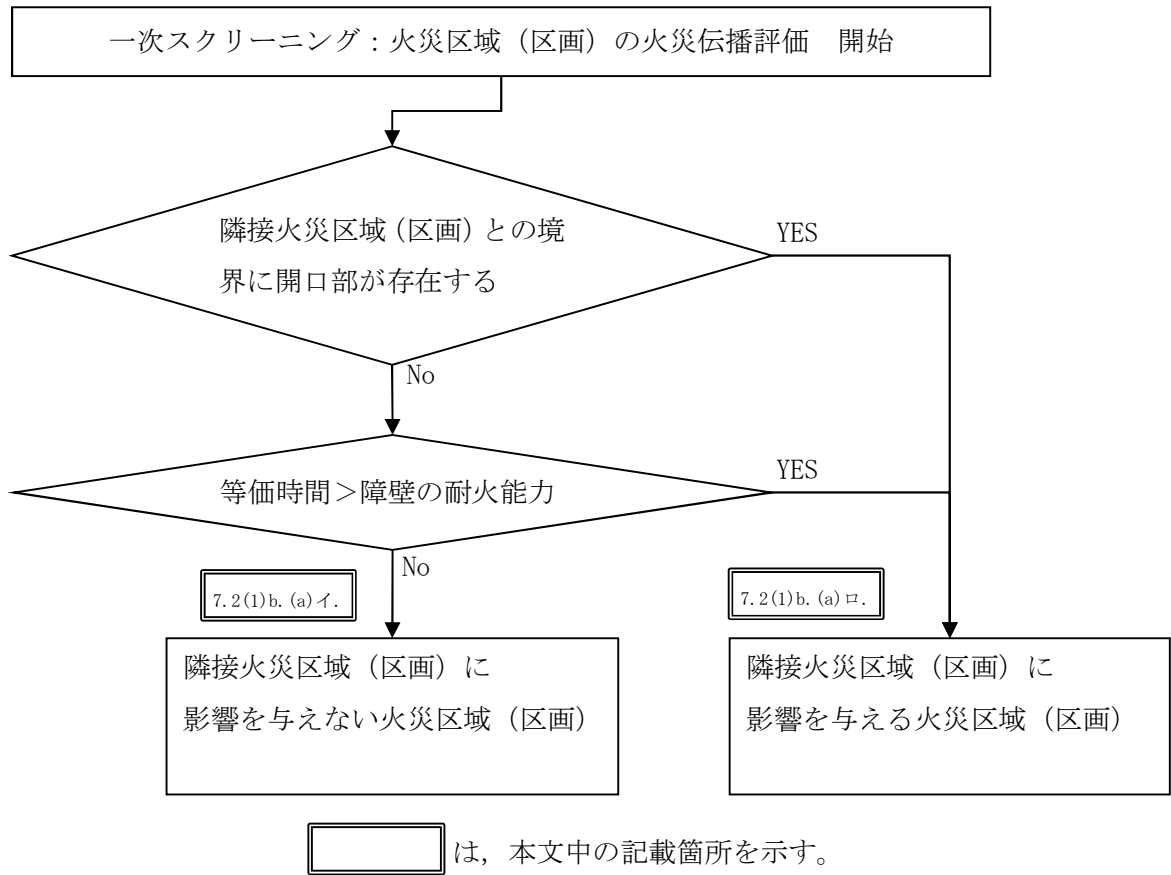 一次スクリーニング：火災区域（区画）の火災伝播評価　開始
隣接火災区域（区画）との境
界に開口部が存在する
YES
No
等価時間＞障壁の耐火能力
YES
No
7.2(1)b.(a)イ.
7.2(1)b.(a)ロ.
隣接火災区域（区画）に
影響を与えない火災区域（区画）
隣接火災区域（区画）に
影響を与える火災区域（区画）
は，本文中の記載箇所を示す。